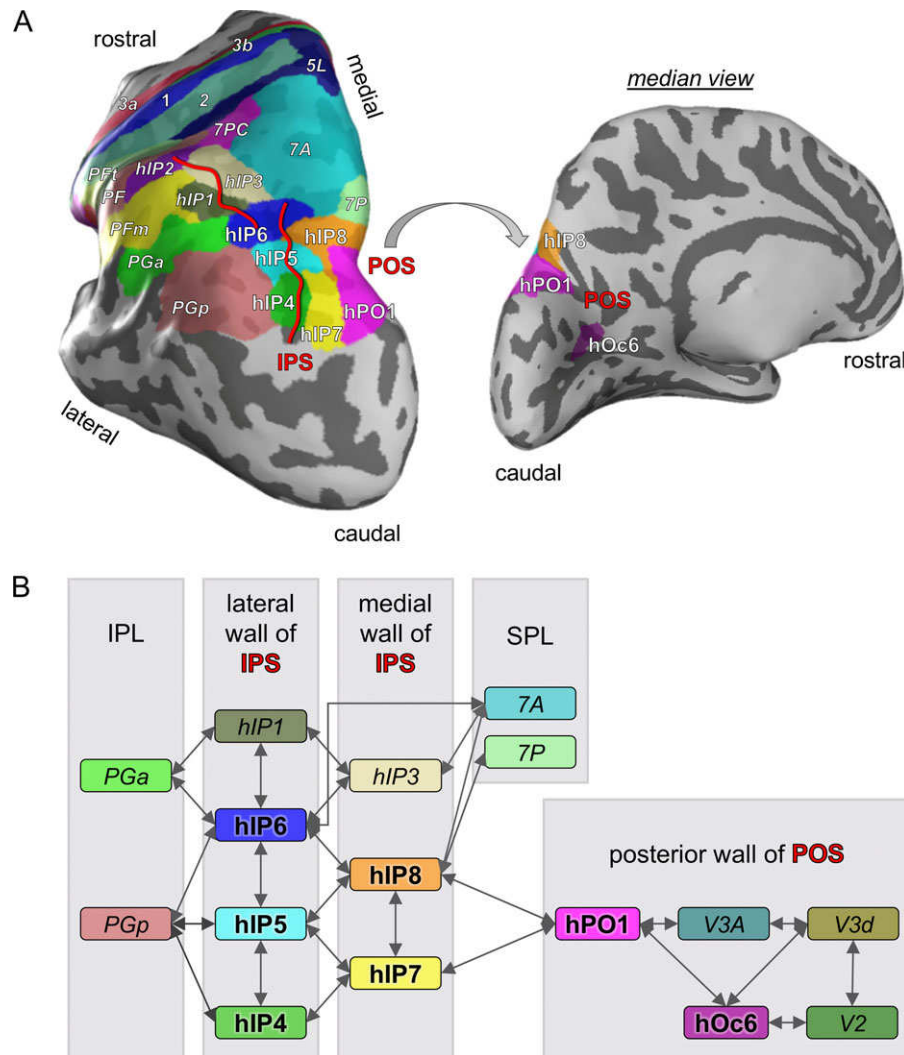 A
rostral
3b
5L
medial
median view
3a
1
2
7PC
7A
PFt
hIP2
hIP3
PF
hIP1
7P
PFm
hIP6
hIP8
hIP8
PGa
hIP5
POS
hPO1
PGp
hIP4
hPO1
POS
hIP7
hOc6
IPS
rostral
lateral
caudal
caudal
B
IPL
lateral
wall of
IPS
medial
wall of
IPS
SPL
7A
hIP1
7P
PGa
hIP3
hIP6
posterior wall of POS
hIP8
PGp
hIP5
hPO1
V3A
V3d
hIP7
hIP4
hOc6
V2